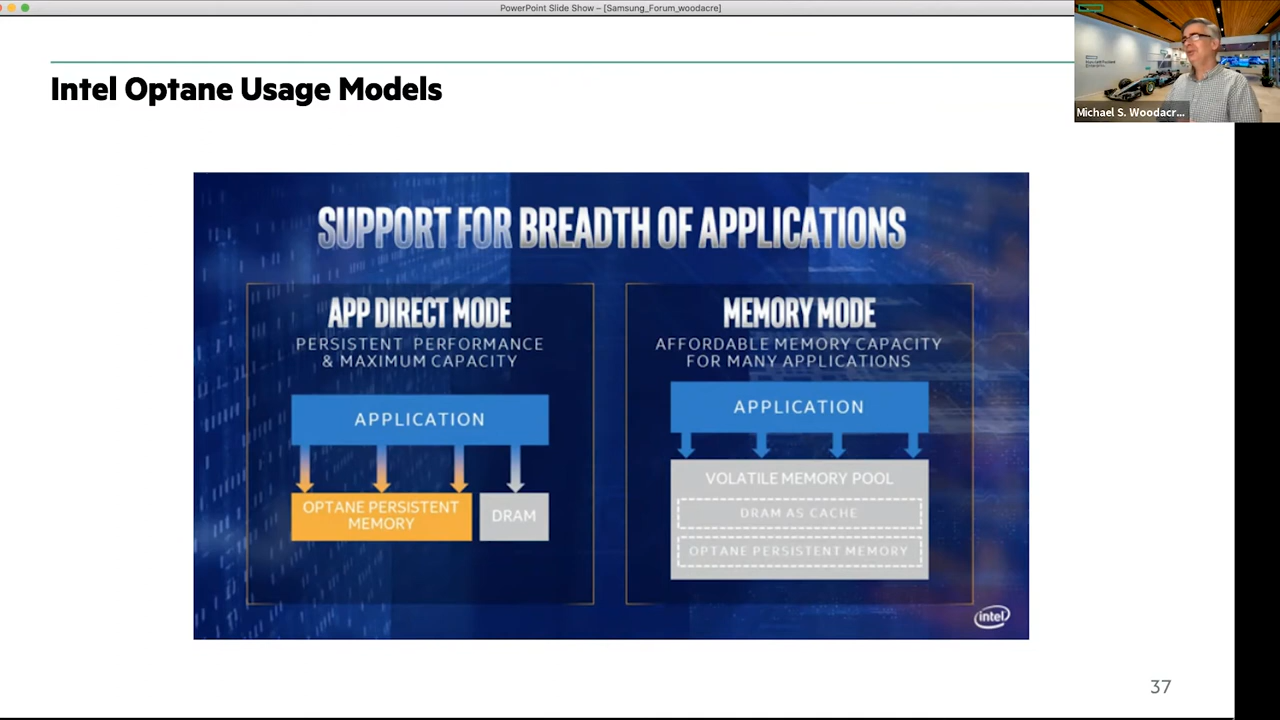 PowerPoint Slide Show – [Samsung_Forum_woodacre]
Intel Optane Usage Models
Michael S. Woodacr...
SUPPORT FOR BREADTH OF APPLICATIONS
APP DIRECT MODE
PERSISTENT PERFORMANCE
& MAXIMUM CAPACITY
APPLICATION
OPTANE PERSISTENT
MEMORY
DRAM
MEMORY MODE
AFFORDABLE MEMORY CAPACITY
FOR MANY APPLICATIONS
APPLICATION
VOLATILE MEMORY POOL
DRAM AS CACHE
OPTANE PERSISTENT MEMORY
intel
37